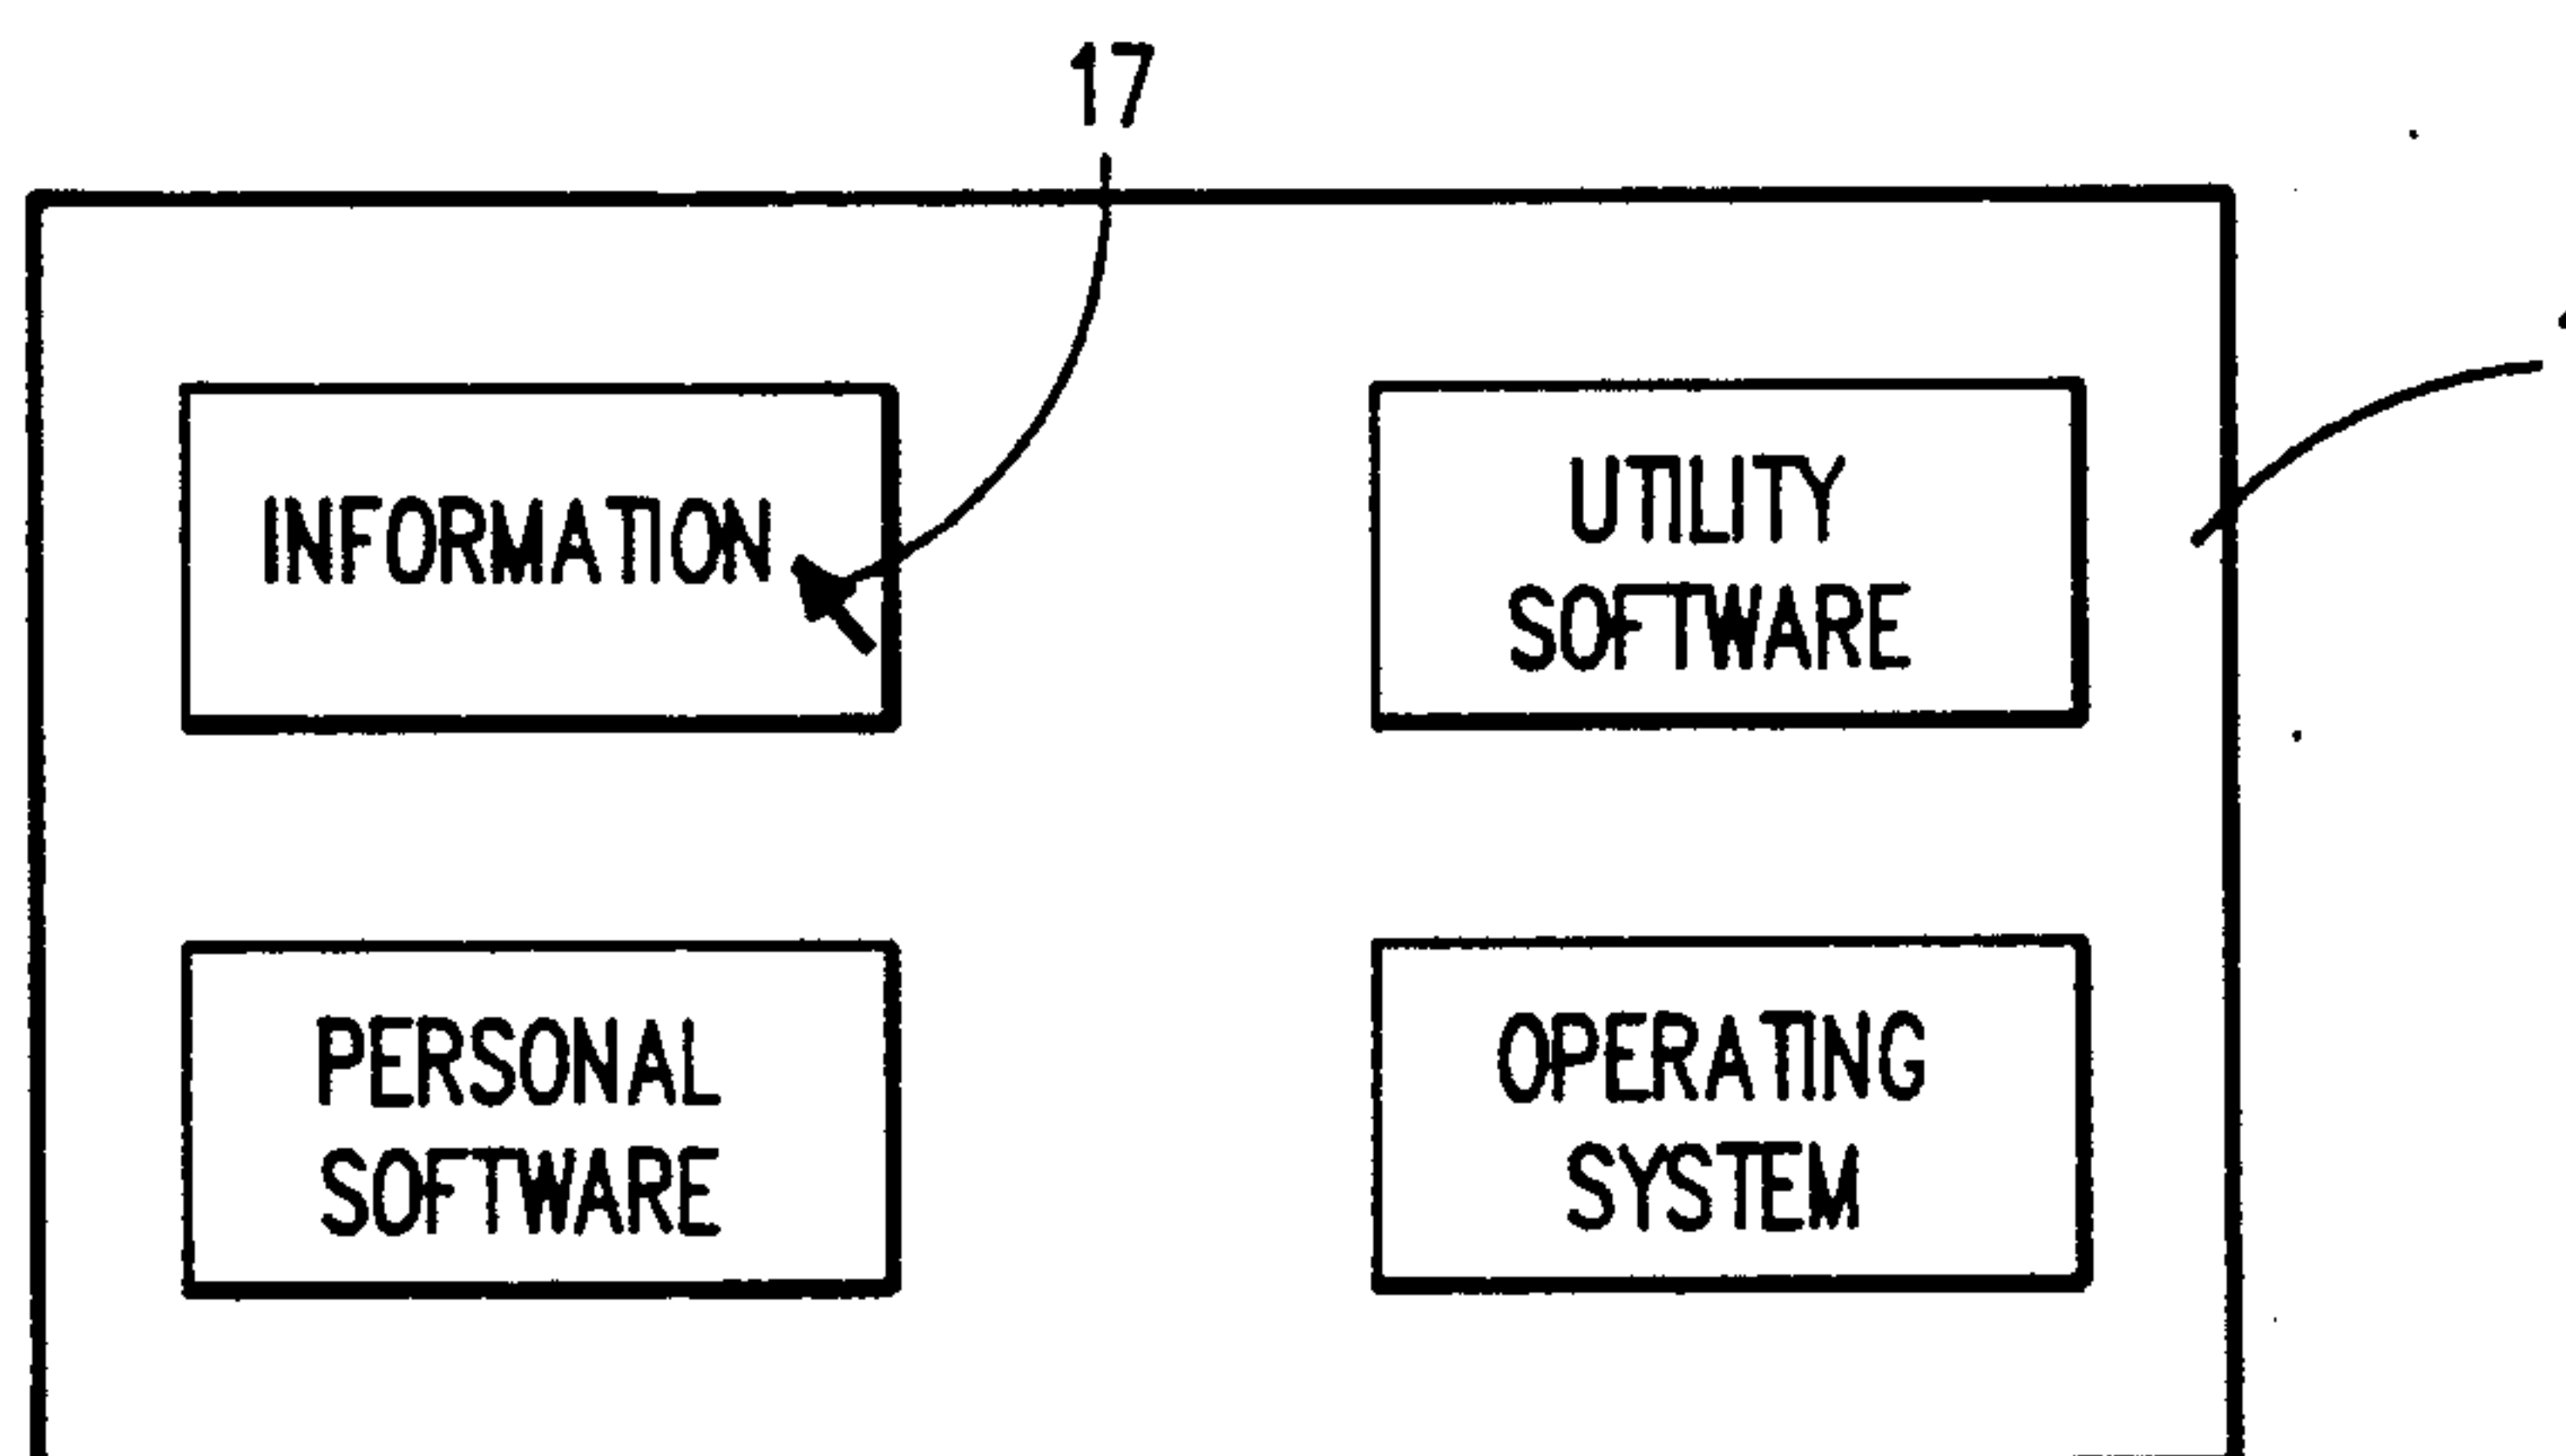 17
INFORMATION
UTILITY
SOFTWARE
PERSONAL
SOFTWARE
OPERATING
SYSTEM